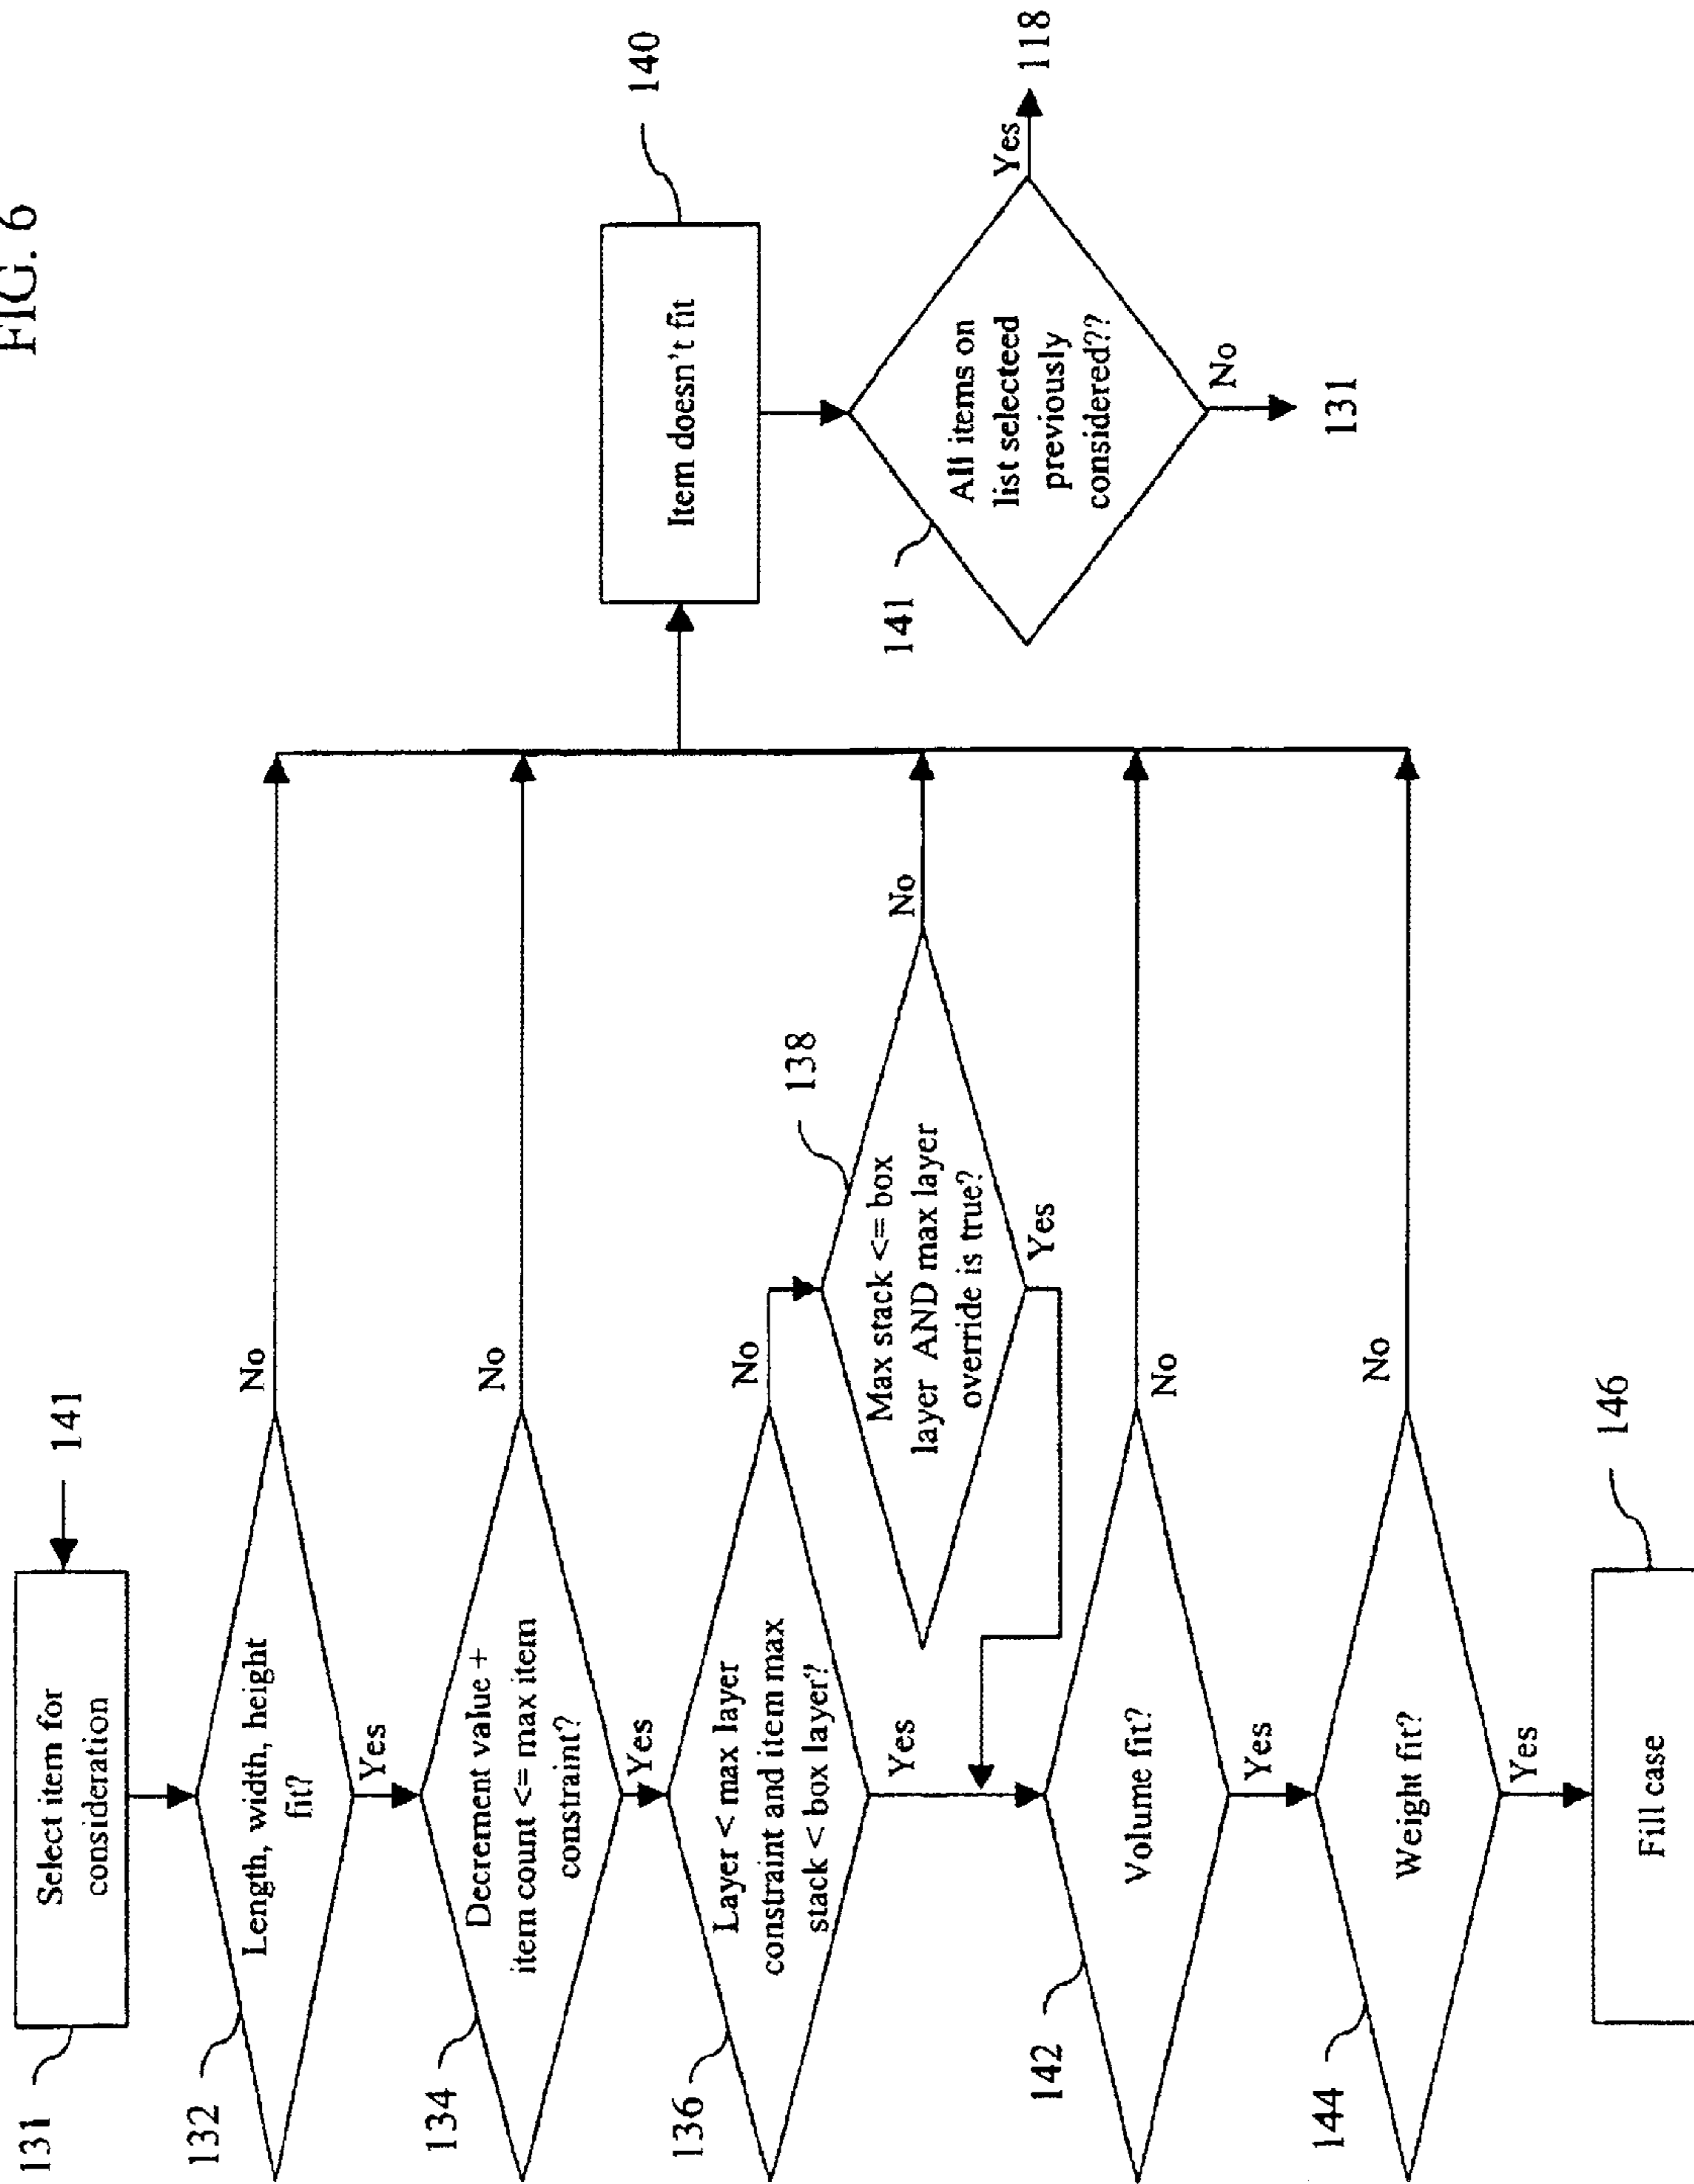 FIG. 6
131
Select item for
consideration
141
132
Length, width, height
fit?
No
Yes
134
Decrement value +
item count <= max item
constraint?
No
Yes
136
Layer < max layer
constraint and item max
stack < box layer?
No
Yes
138
Max stack <= box
layer AND max layer
override is true?
No
Yes
142
Volume fit?
No
Yes
144
Weight fit?
No
Yes
Fill case
146
Item doesn't fit
140
141
All items on
list selecteed
previously
considered??
Yes
118
No
131